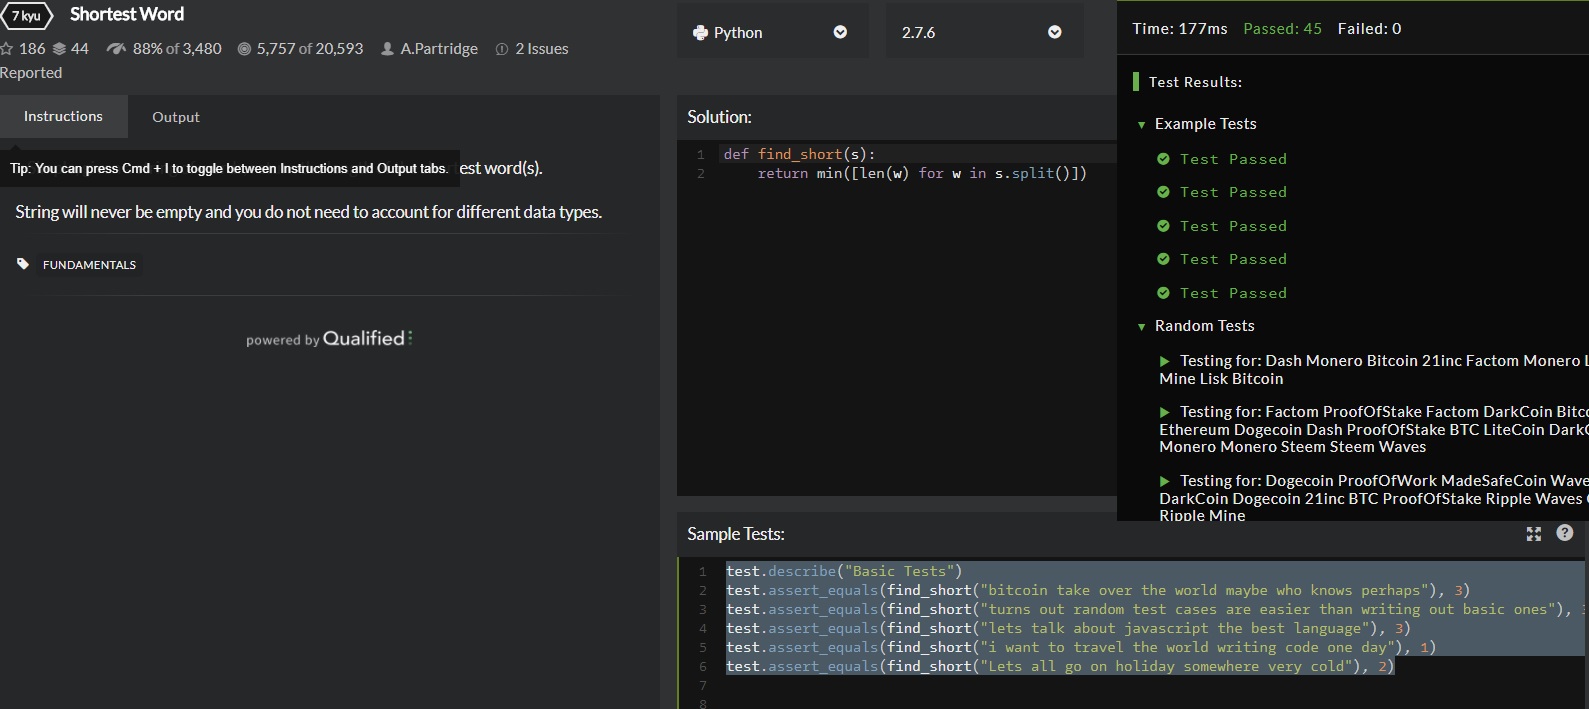 7 kyu Shortest Word
186 44 88% of 3,480 5,757 of 20,593 A.Partridge 2 Issues
Reported
Instructions Output
Tip: You can press Cmd + I to toggle between Instructions and Output tabs.
est word(s).
String will never be empty and you do not need to account for different data types.
FUNDAMENTALS
powered by Qualified
Python 2.7.6
Solution:
1 def find_short(s):
2 return min([len(w) for w in s.split()])
Time: 177ms Passed: 45 Failed: 0
Test Results:
Example Tests
Test Passed
Test Passed
Test Passed
Test Passed
Test Passed
Random Tests
Testing for: Dash Monero Bitcoin 21inc Factom Monero L
Mine Lisk Bitcoin
Testing for: Factom ProofOfStake Factom DarkCoin Bitc
Ethereum Dogecoin Dash ProofOfStake BTC LiteCoin Dark
Monero Monero Steem Steem Waves
Testing for: Dogecoin ProofOfWork MadeSafeCoin Wave
DarkCoin Dogecoin 21inc BTC ProofOfStake Ripple Waves
Ripple Mine
Sample Tests:
1 test.describe("Basic Tests")
2 test.assert_equals(find_short("bitcoin take over the world maybe who knows perhaps"), 3)
3 test.assert_equals(find_short("turns out random test cases are easier than writing out basic ones"),
4 test.assert_equals(find_short("lets talk about javascript the best language"), 3)
5 test.assert_equals(find_short("i want to travel the world writing code one day"), 1)
6 test.assert_equals(find_short("Lets all go on holiday somewhere very cold"), 2)
7
8